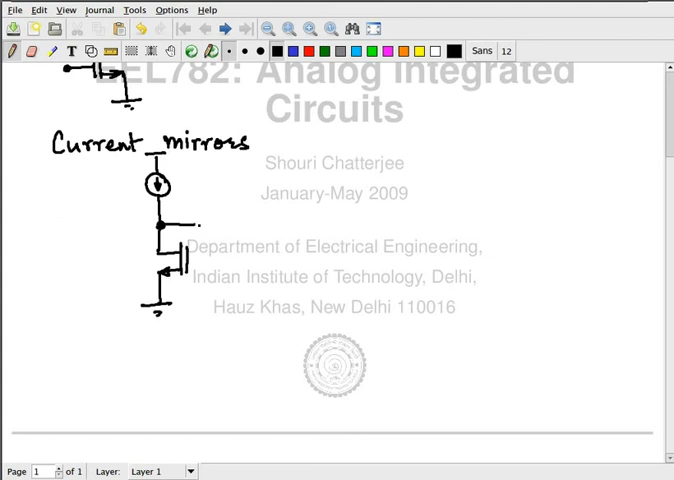 File Edit View Journal Tools Options Help
Sans 12
EEL782: Analog Integrated
Circuits
Current mirrors
Shouri Chatterjee
January-May 2009
Department of Electrical Engineering,
Indian Institute of Technology, Delhi,
Hauz Khas, New Delhi 110016
Page 1 of 1 Layer: Layer 1